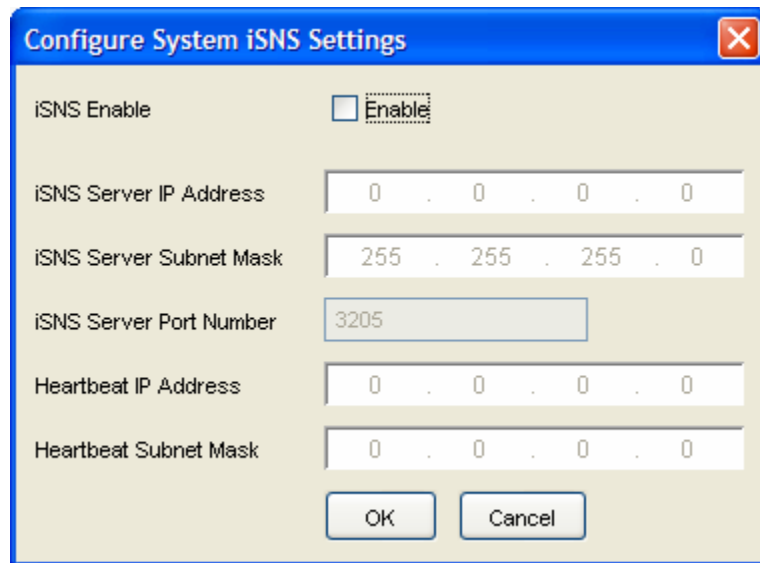 Configure System iSNS Settings
iSNS Enable Enable
iSNS Server IP Address 0 . 0 . 0 . 0
iSNS Server Subnet Mask 255 . 255 . 255 . 0
iSNS Server Port Number 3205
Heartbeat IP Address 0 . 0 . 0 . 0
Heartbeat Subnet Mask 0 . 0 . 0 . 0
OK Cancel